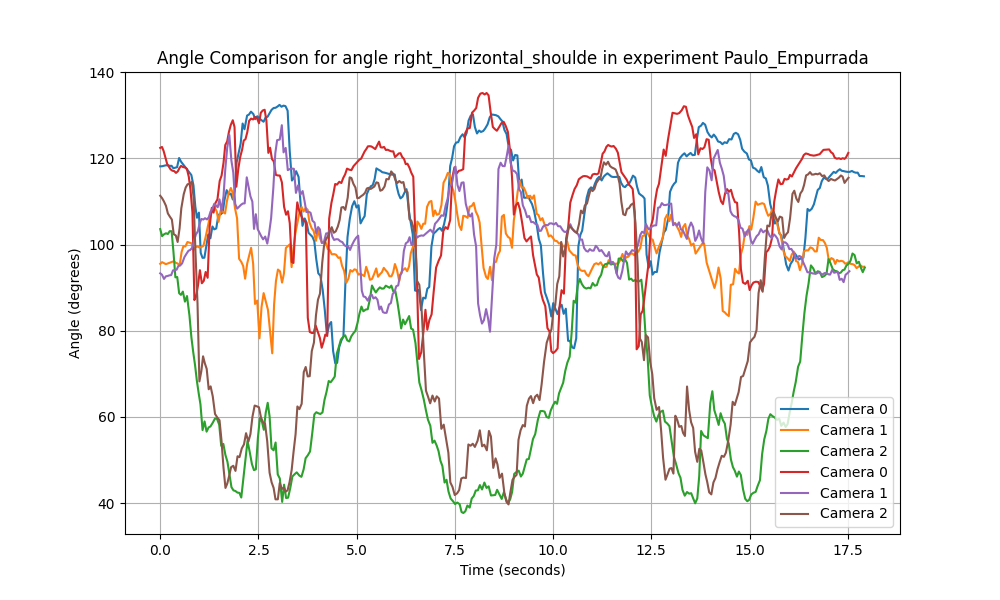 Angle Comparison for angle right_horizontal_shoulde in experiment Paulo_Empurrada
Angle (degrees)
140
120
100
80
60
40
0.0 2.5 5.0 7.5 10.0 12.5 15.0 17.5
Time (seconds)
Camera 0
Camera 1
Camera 2
Camera 0
Camera 1
Camera 2